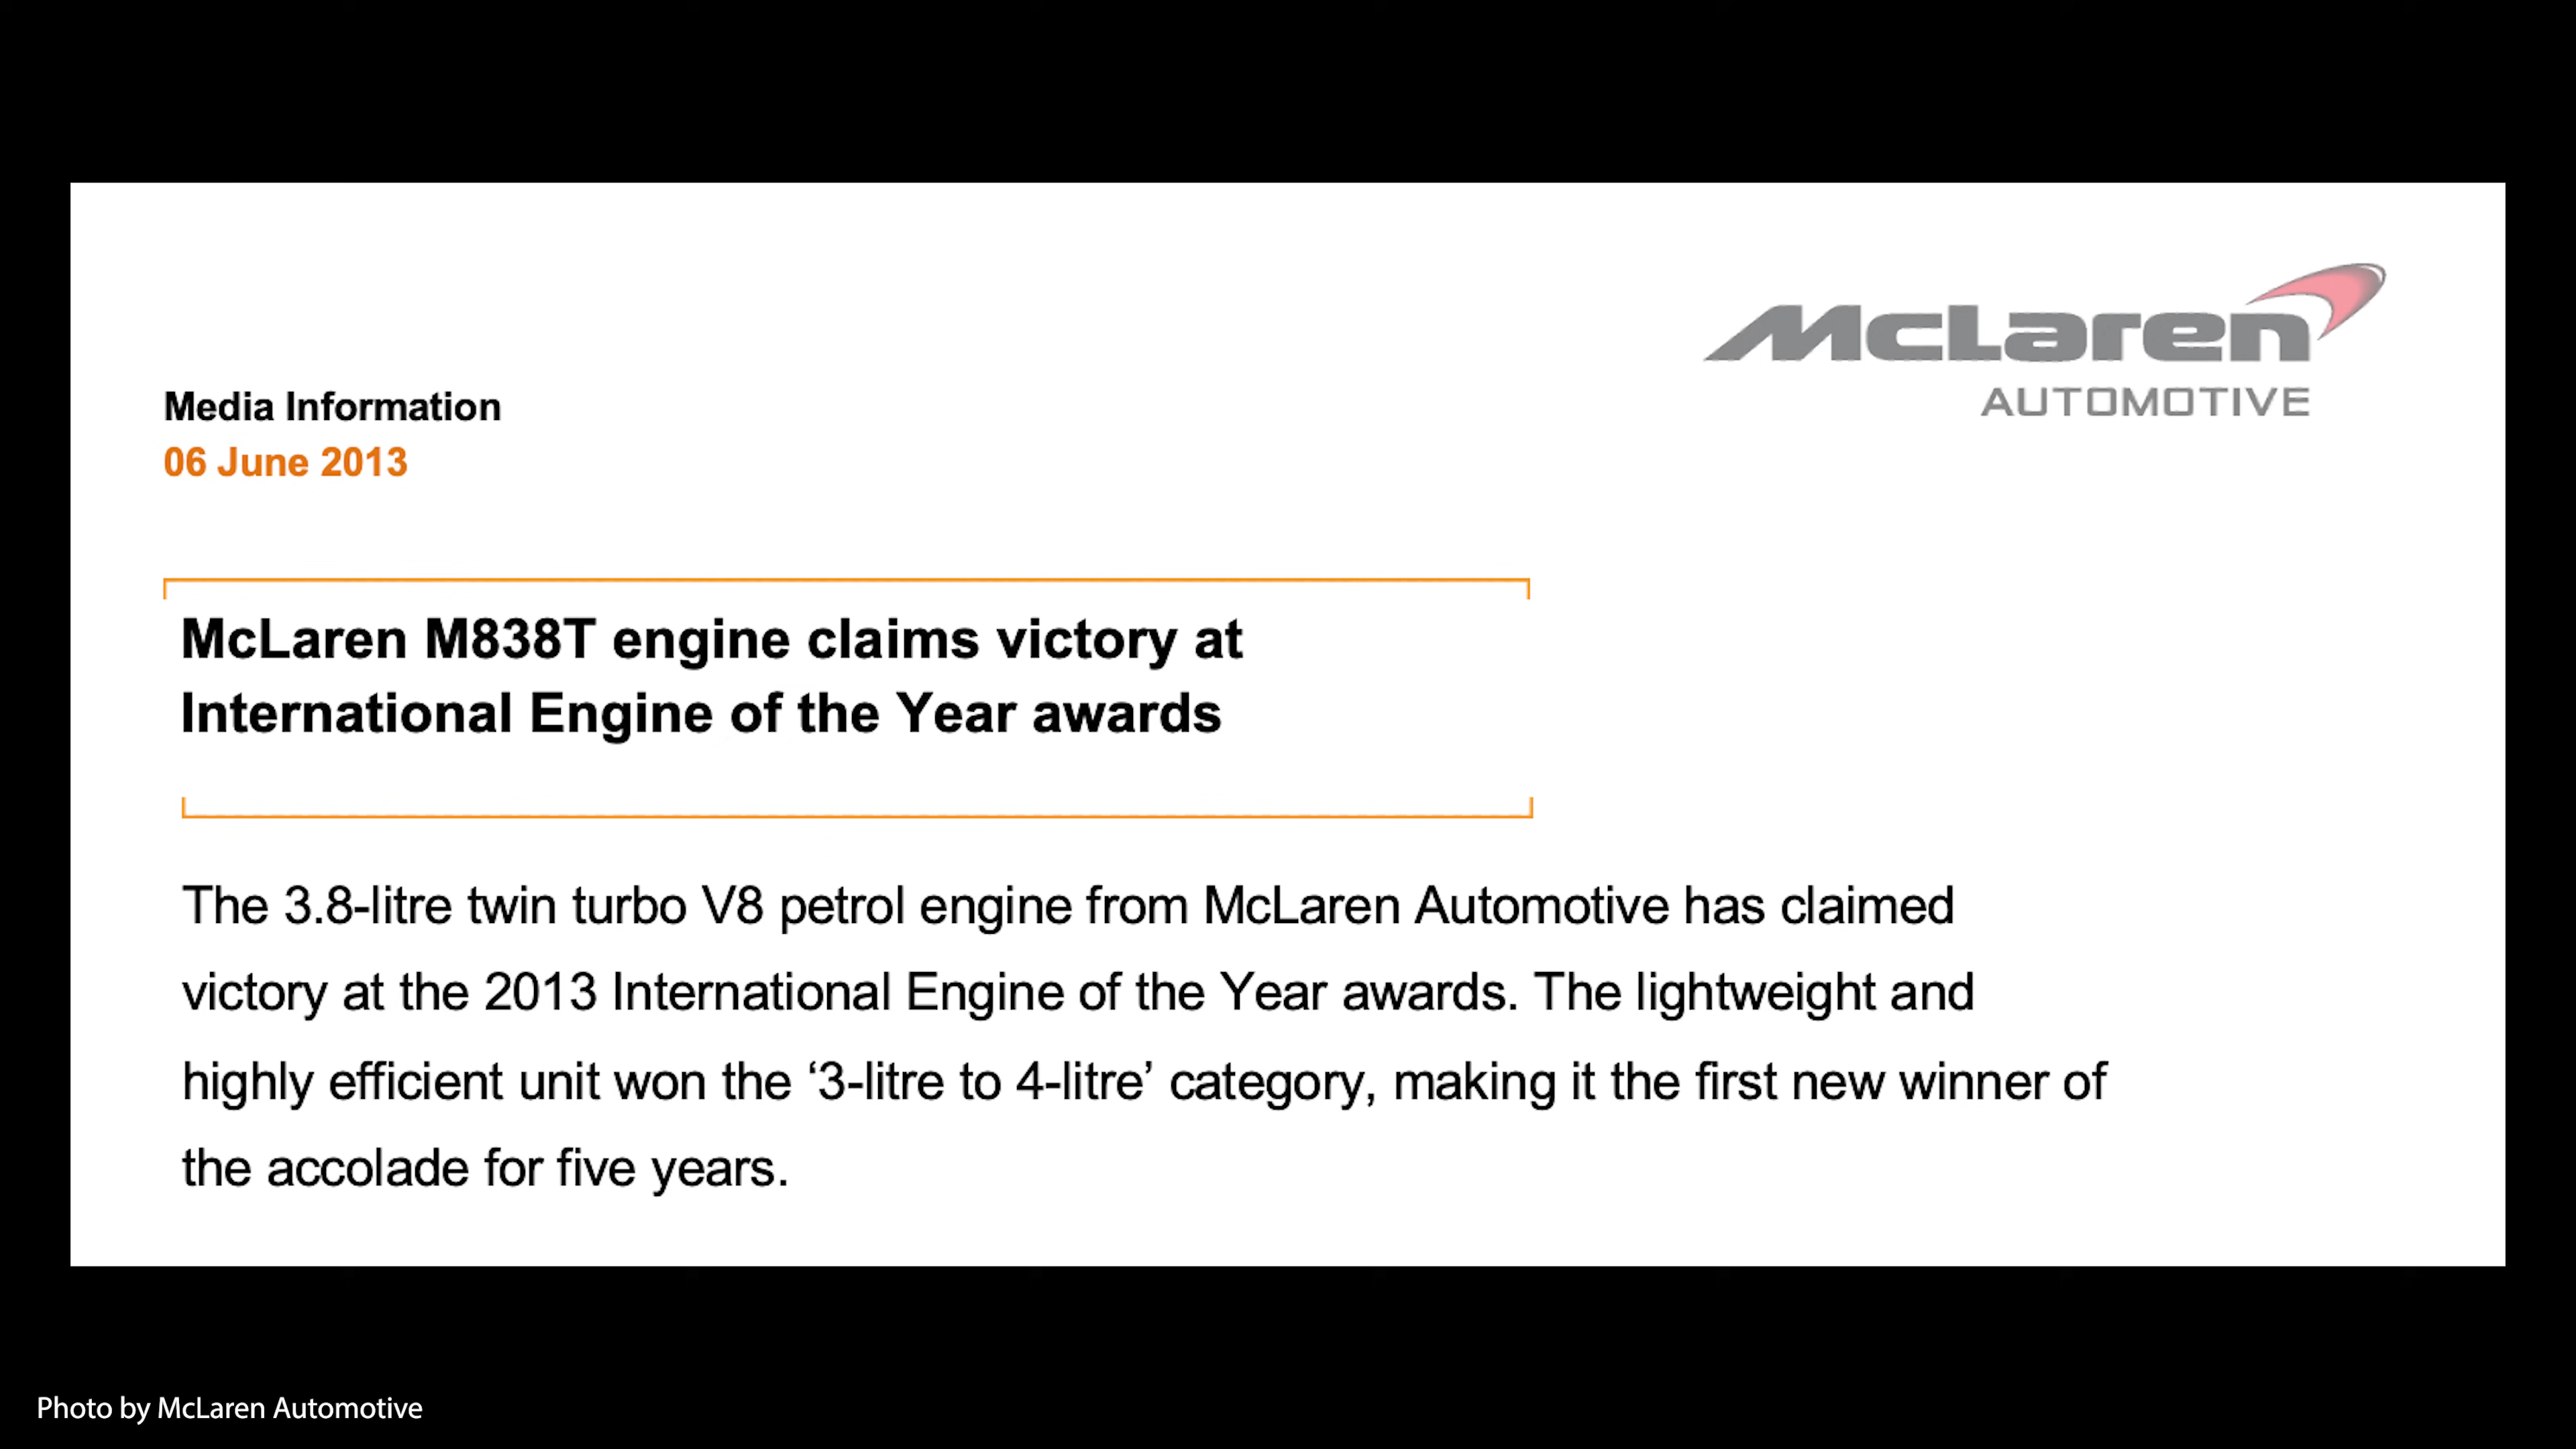 McLaren
AUTOMOTIVE
Media Information
06 June 2013
McLaren M838T engine claims victory at
International Engine of the Year awards
The 3.8-litre twin turbo V8 petrol engine from McLaren Automotive has claimed
victory at the 2013 International Engine of the Year awards. The lightweight and
highly efficient unit won the ‘3-litre to 4-litre’ category, making it the first new winner of
the accolade for five years.
Photo by McLaren Automotive